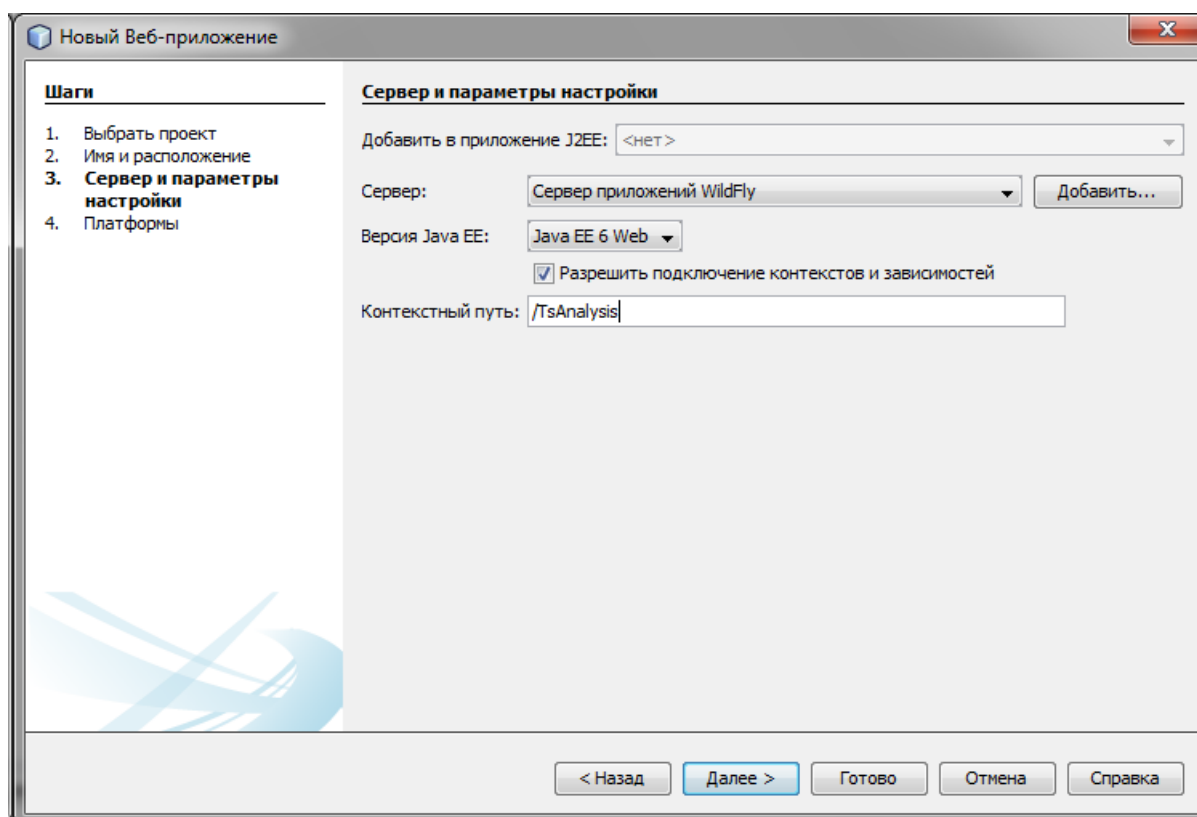 Новый Веб-приложение
Шаги
1. Выбрать проект
2. Имя и расположение
3. Сервер и параметры
настройки
4. Платформы
Сервер и параметры настройки
Добавить в приложение J2EE: <нет>
Сервер: Сервер приложений WildFly Добавить...
Версия Java EE: Java EE 6 Web
Разрешить подключение контекстов и зависимостей
Контекстный путь: /TsAnalysis
< Назад Далее > Готово Отмена Справка